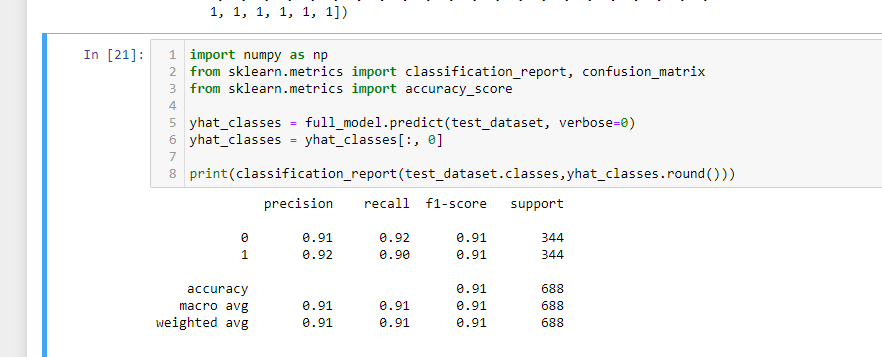 1, 1, 1, 1, 1, 1])
In [21]:
1 import numpy as np
2 from sklearn.metrics import classification_report, confusion_matrix
3 from sklearn.metrics import accuracy_score
4
5 yhat_classes = full_model.predict(test_dataset, verbose=0)
6 yhat_classes = yhat_classes[:, 0]
7
8 print(classification_report(test_dataset.classes,yhat_classes.round()))
precision recall f1-score support
0 0.91 0.92 0.91 344
1 0.92 0.90 0.91 344
accuracy 0.91 688
macro avg 0.91 0.91 0.91 688
weighted avg 0.91 0.91 0.91 688